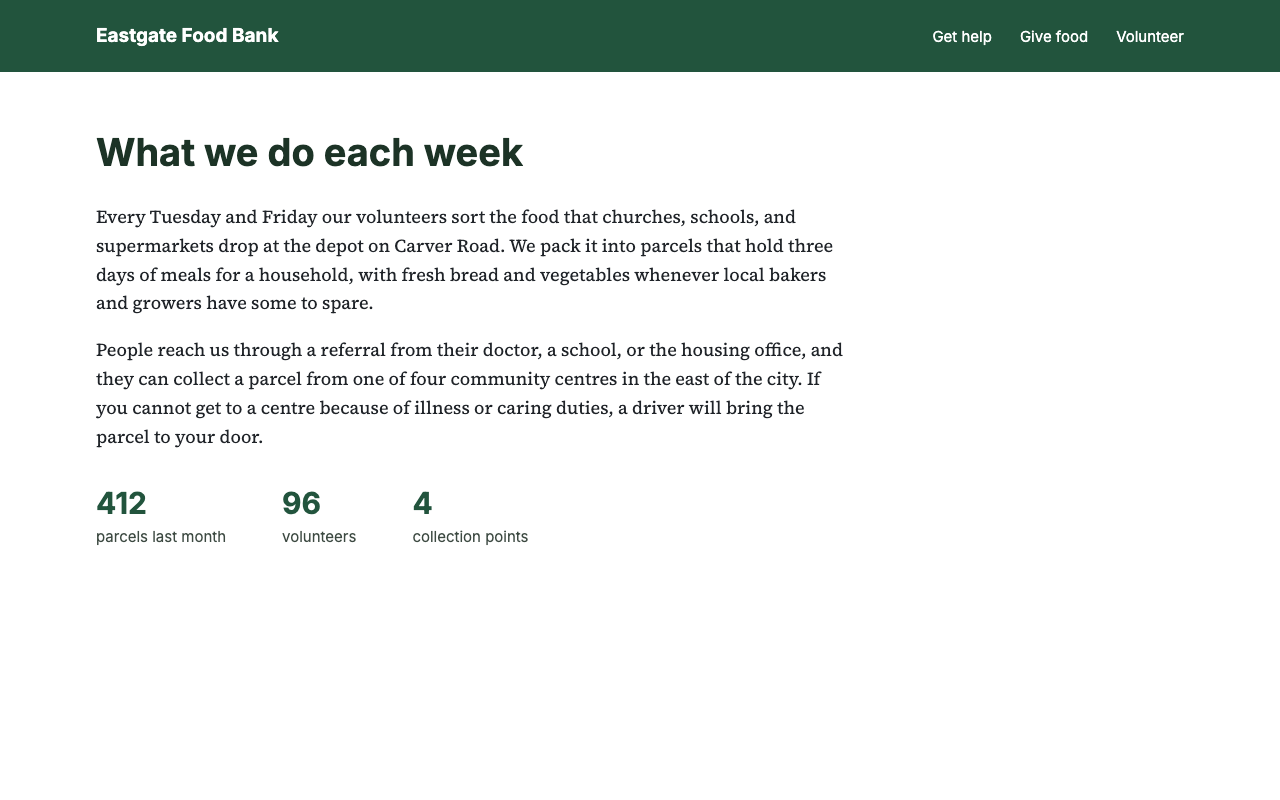 Eastgate Food Bank
Get help
Give food
Volunteer
What we do each week
Every Tuesday and Friday our volunteers sort the food that churches, schools, and
supermarkets drop at the depot on Carver Road. We pack it into parcels that hold three
days of meals for a household, with fresh bread and vegetables whenever local bakers
and growers have some to spare.
People reach us through a referral from their doctor, a school, or the housing office, and
they can collect a parcel from one of four community centres in the east of the city. If
you cannot get to a centre because of illness or caring duties, a driver will bring the
parcel to your door.
412
parcels last month
96
volunteers
4
collection points